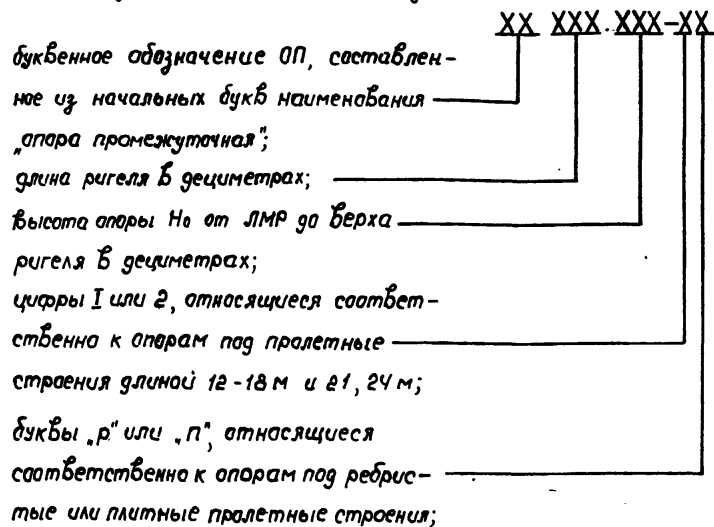 XX XXX.XXX-XX
буквенное обозначение ОП, составлен-
ное из начальных букв наименования
„опора промежуточная";
длина ригеля в дециметрах;
высота опоры Но от ЛМР до верха
ригеля в дециметрах;
цифры I или 2, относящиеся соответ-
ственно к опорам под пролетные
строения длиной 12-18 м и 21, 24 м;
буквы „р" или „п", относящиеся
соответственно к опорам под ребрис-
тые или плитные пролетные строения;